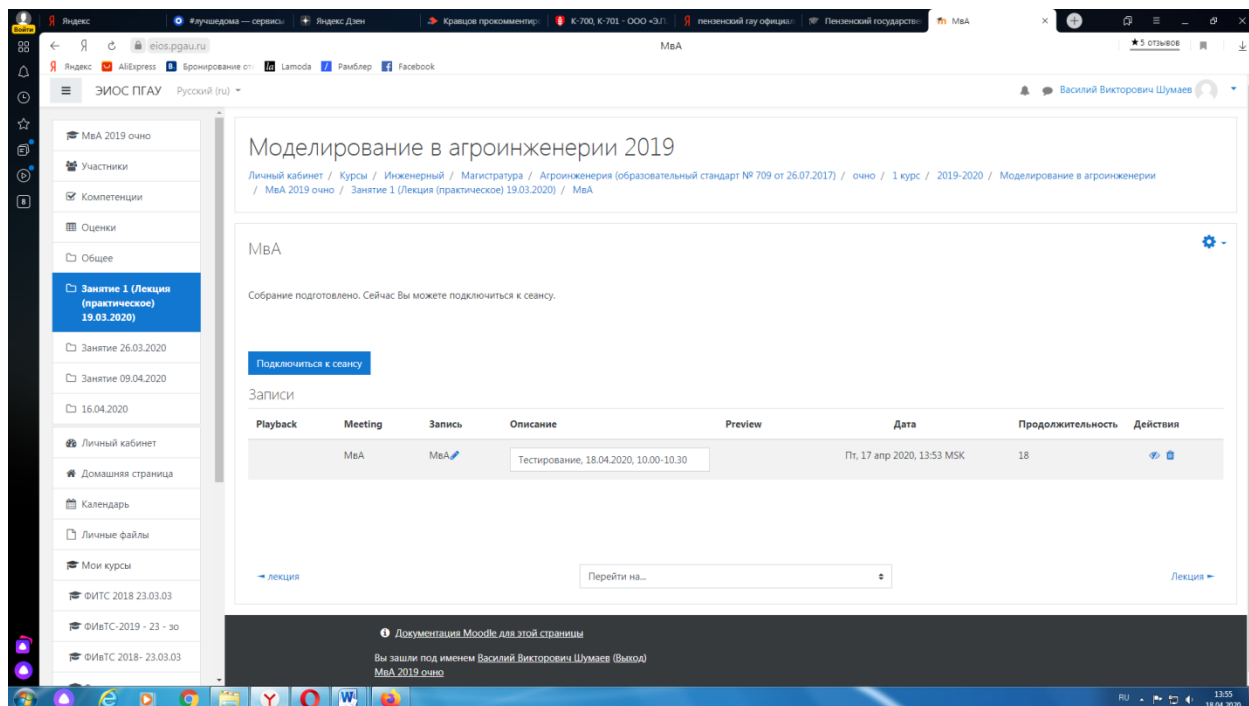 Яндекс
#лучшедома — сервисы
Яндекс Дзен
Кравцов прокомментир
К-700, К-701 - ООО «Э.П.
пензенский гау официал
Пензенский государстве
МвА
Войти
eios.pgau.ru
МвА
5 отзывов
Яндекс AliExpress Бронирование оте Lamoda Рамблер Facebook
ЭИОС ПГАУ Русский (ru)
Василий Викторович Шумаев
МвА 2019 очно
Участники
Компетенции
Оценки
Общее
Занятие 1 (Лекция
(практическое)
19.03.2020)
Занятие 26.03.2020
Занятие 09.04.2020
16.04.2020
Личный кабинет
Домашняя страница
Календарь
Личные файлы
Мои курсы
ФИТС 2018 23.03.03
ФИвТС-2019 - 23 - зо
ФИвТС 2018- 23.03.03
Моделирование в агроинженерии 2019
Личный кабинет / Курсы / Инженерный / Магистратура / Агроинженерия (образовательный стандарт № 709 от 26.07.2017) / очно / 1 курс / 2019-2020 / Моделирование в агроинженерии
/ МвА 2019 очно / Занятие 1 (Лекция (практическое) 19.03.2020) / МвА
МвА
Собрание подготовлено. Сейчас Вы можете подключиться к сеансу.
Подключиться к сеансу
Записи
Playback Meeting Запись Описание Preview Дата Продолжительность Действия
МвА МвА Тестирование, 18.04.2020, 10.00-10.30 Пт, 17 апр 2020, 13:53 MSK 18
◄ лекция
Перейти на...
Лекция ►
Документация Moodle для этой страницы
Вы зашли под именем Василий Викторович Шумаев (Выход)
МвА 2019 очно
RU
13:55
18.04.2020